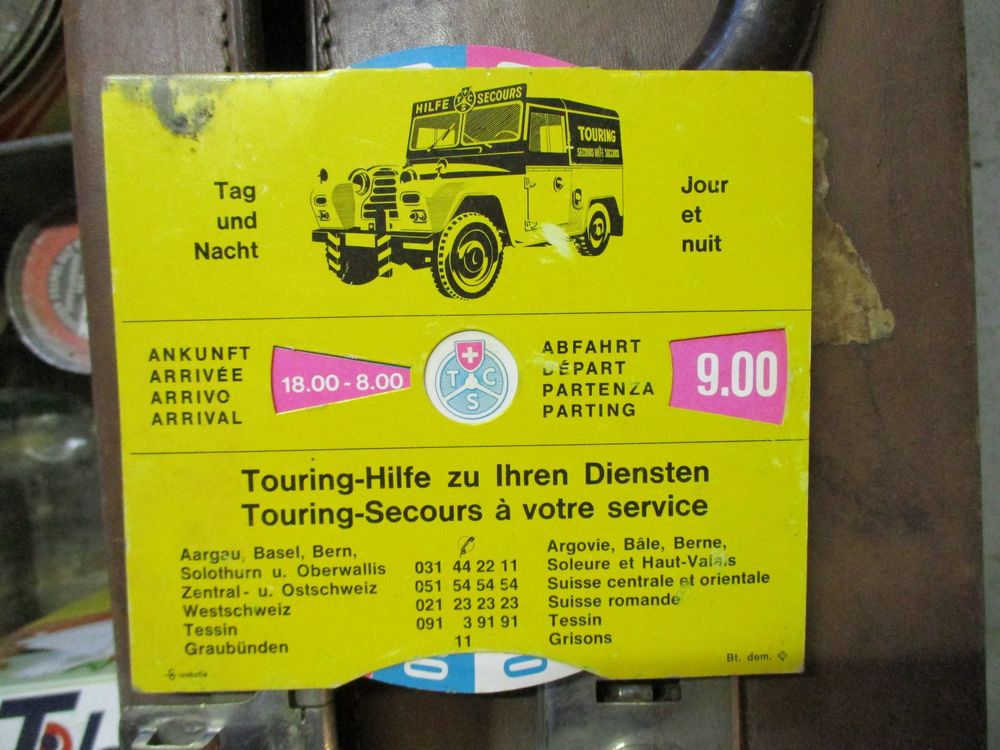 HILFE TCS SECOURS
TOURING
SECOURS HILFE SOCCORSO
Tag
und
Nacht
Jour
et
nuit
ANKUNFT
ARRIVÉE
ARRIVO
ARRIVAL
18.00 - 8.00
T C
S
ABFAHRT
DÉPART
PARTENZA
PARTING
9.00
Touring-Hilfe zu Ihren Diensten
Touring-Secours à votre service
Aargau, Basel, Bern,
Solothurn u. Oberwallis 031 44 22 11
Zentral- u. Ostschweiz 051 54 54 54
Westschweiz 021 23 23 23
Tessin 091 3 91 91
Graubünden 11
Argovie, Bâle, Berne,
Soleure et Haut-Valais
Suisse centrale et orientale
Suisse romande
Tessin
Grisons
Bt. dem.